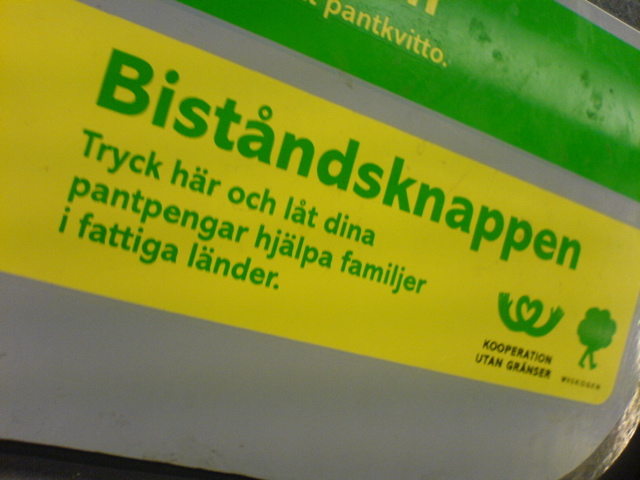 pantkvitto.
Biståndsknappen
Tryck här och låt dina
pantpengar hjälpa familjer
i fattiga länder.
KOOPERATION
UTAN GRÄNSER